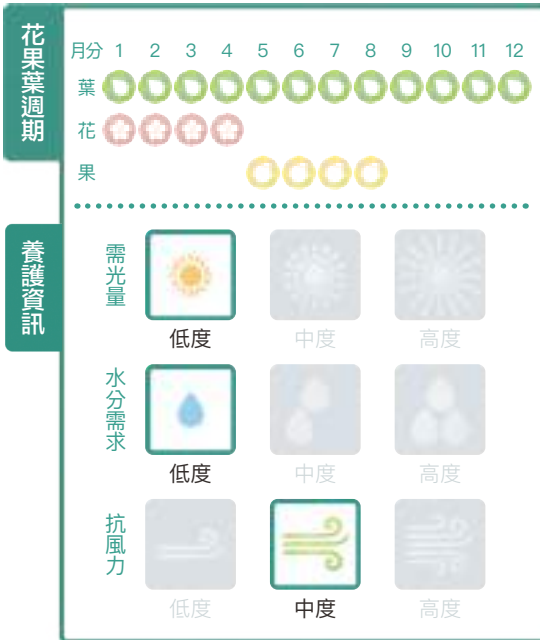 花果葉週期
月分 1 2 3 4 5 6 7 8 9 10 11 12
葉
花
果
養護資訊
需光量
低度 中度 高度
水分需求
低度 中度 高度
抗風力
低度 中度 高度